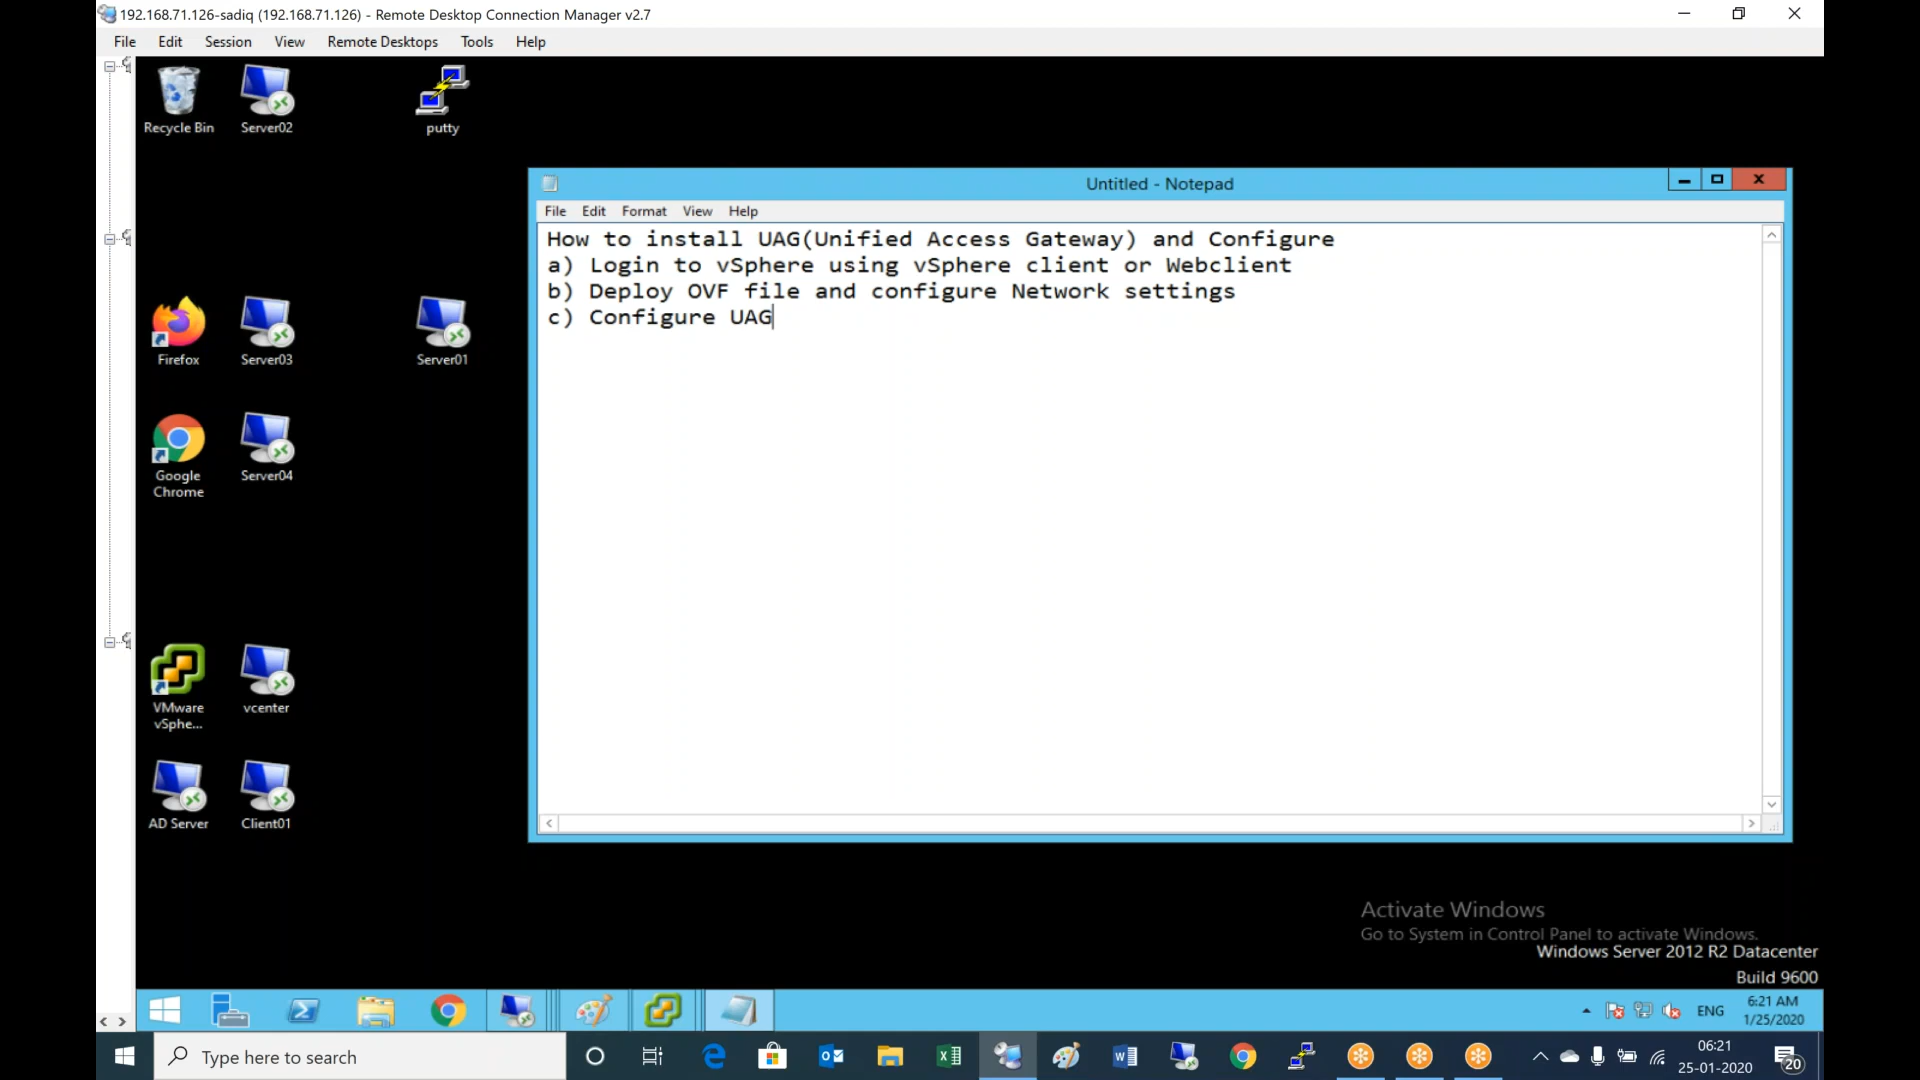 192.168.71.126-sadiq (192.168.71.126) - Remote Desktop Connection Manager v2.7
File Edit Session View Remote Desktops Tools Help
Recycle Bin
Server02
putty
Untitled - Notepad
File Edit Format View Help
How to install UAG(Unified Access Gateway) and Configure
a) Login to vSphere using vSphere client or Webclient
b) Deploy OVF file and configure Network settings
c) Configure UAG
Firefox
Server03
Server01
Google
Chrome
Server04
VMware
vSphe...
vcenter
AD Server
Client01
Activate Windows
Go to System in Control Panel to activate Windows.
Windows Server 2012 R2 Datacenter
Build 9600
ENG
6:21 AM
1/25/2020
Type here to search
06:21
25-01-2020
20